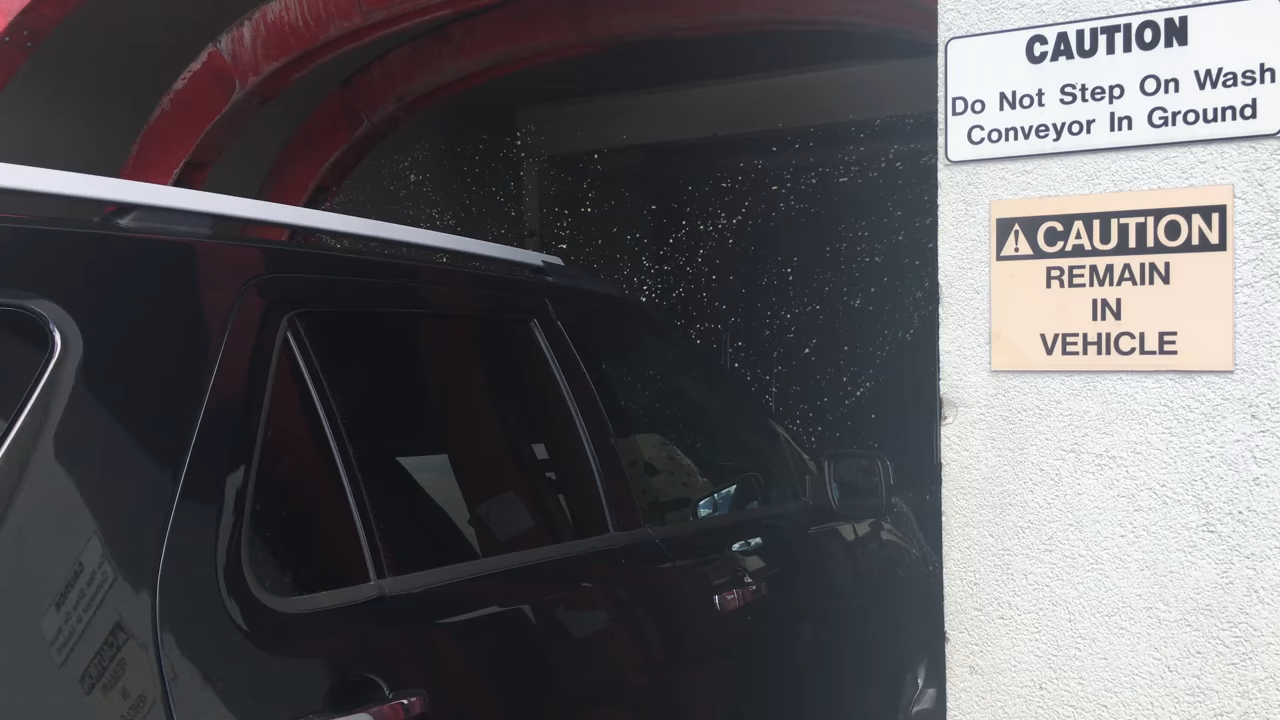 CAUTION
Do Not Step On Wash
Conveyor In Ground
CAUTION
REMAIN
IN
VEHICLE